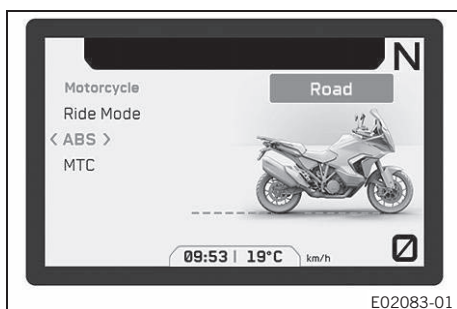 N
Motorcycle
Road
Ride Mode
< ABS >
MTC
09:53 | 19°C km/h
0
E02083-01